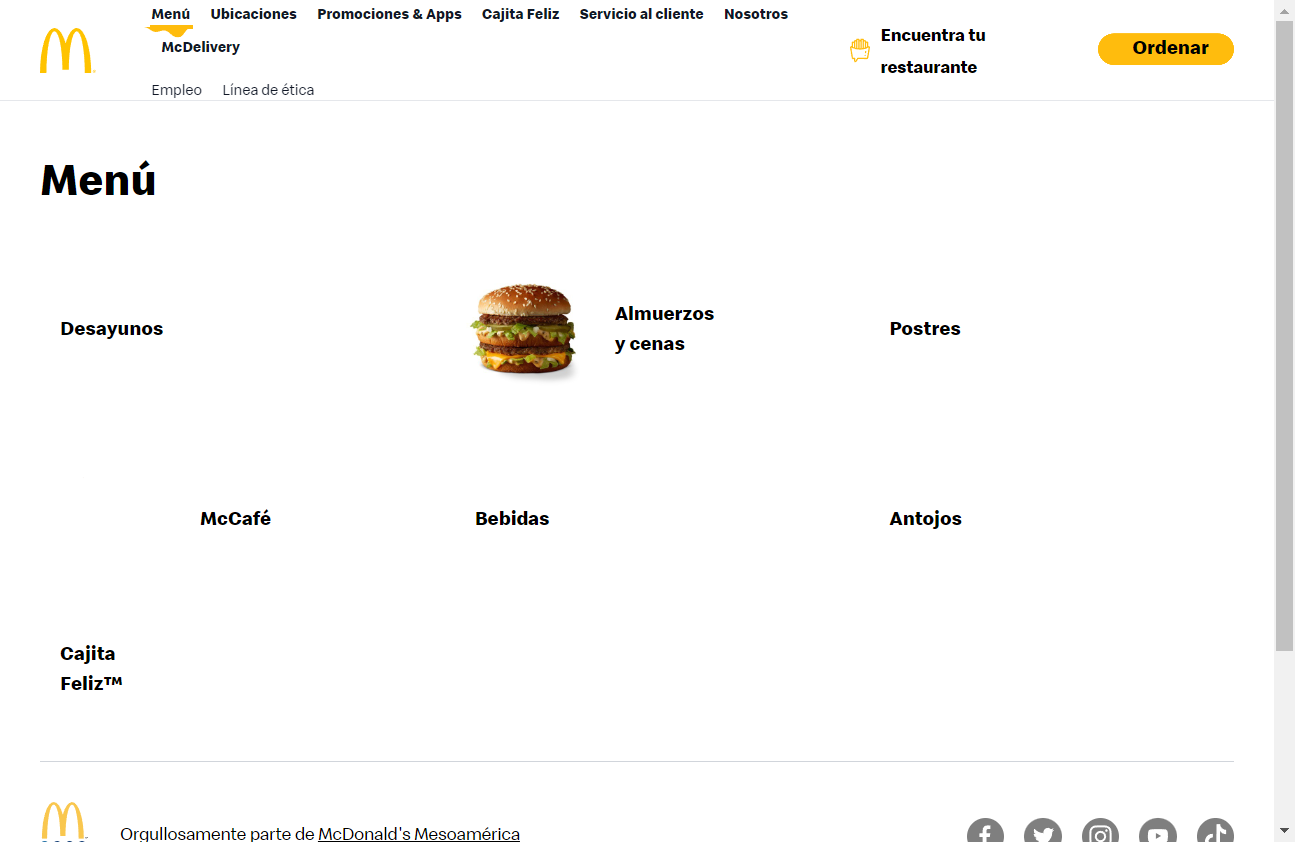 Menú
Ubicaciones
Promociones & Apps
Cajita Feliz
Servicio al cliente
Nosotros
McDelivery
Empleo
Línea de ética
Encuentra tu
restaurante
Ordenar
Menú
Desayunos
Almuerzos
y cenas
Postres
McCafé
Bebidas
Antojos
Cajita
Feliz™
Orgullosamente parte de McDonald's Mesoamérica